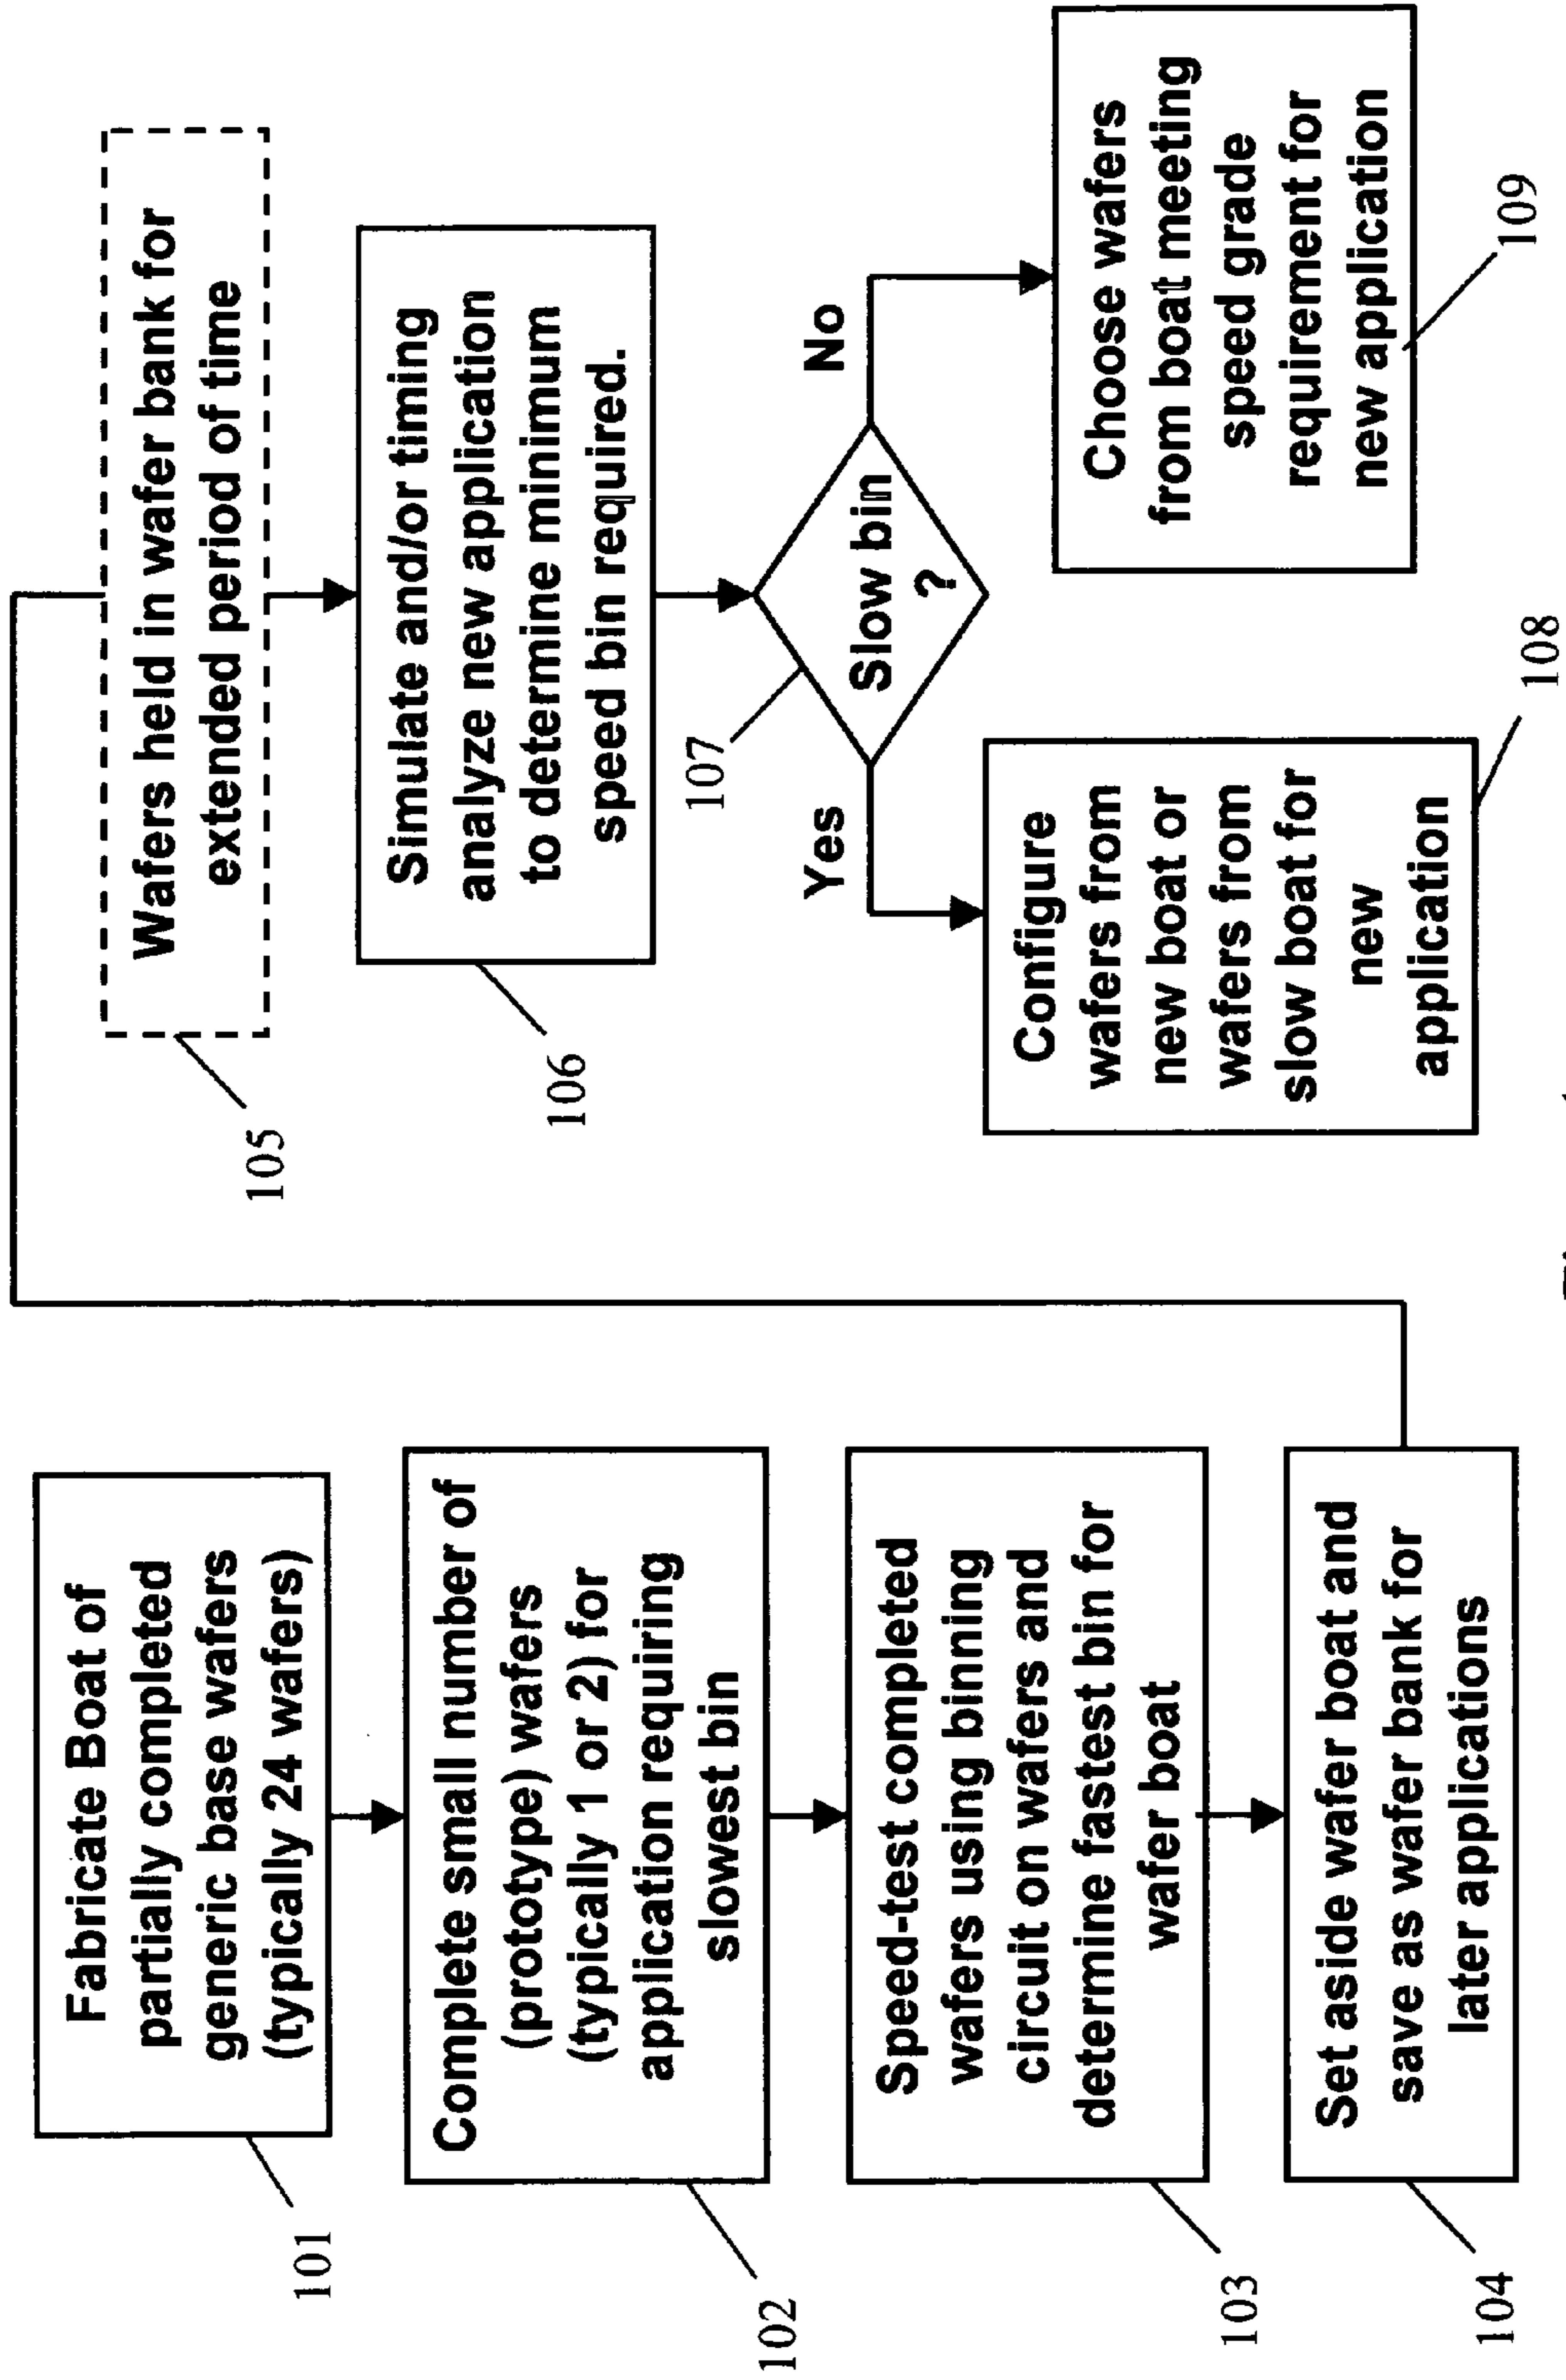 Fabricate Boat of
partially completed
generic base wafers
(typically 24 wafers)
101
Complete small number of
(prototype) wafers
(typically 1 or 2) for
application requiring
slowest bin
102
Speed-test completed
wafers using binning
circuit on wafers and
determine fastest bin for
wafer boat
103
Set aside wafer boat and
save as wafer bank for
later applications
104
Wafers held in wafer bank for
extended period of time
105
Simulate and/or timing
analyze new application
to determine minimum
speed bin required.
106
Slow bin
?
107
Yes
No
Configure
wafers from
new boat or
wafers from
slow boat for
new
application
108
Choose wafers
from boat meeting
speed grade
requirement for
new application
109